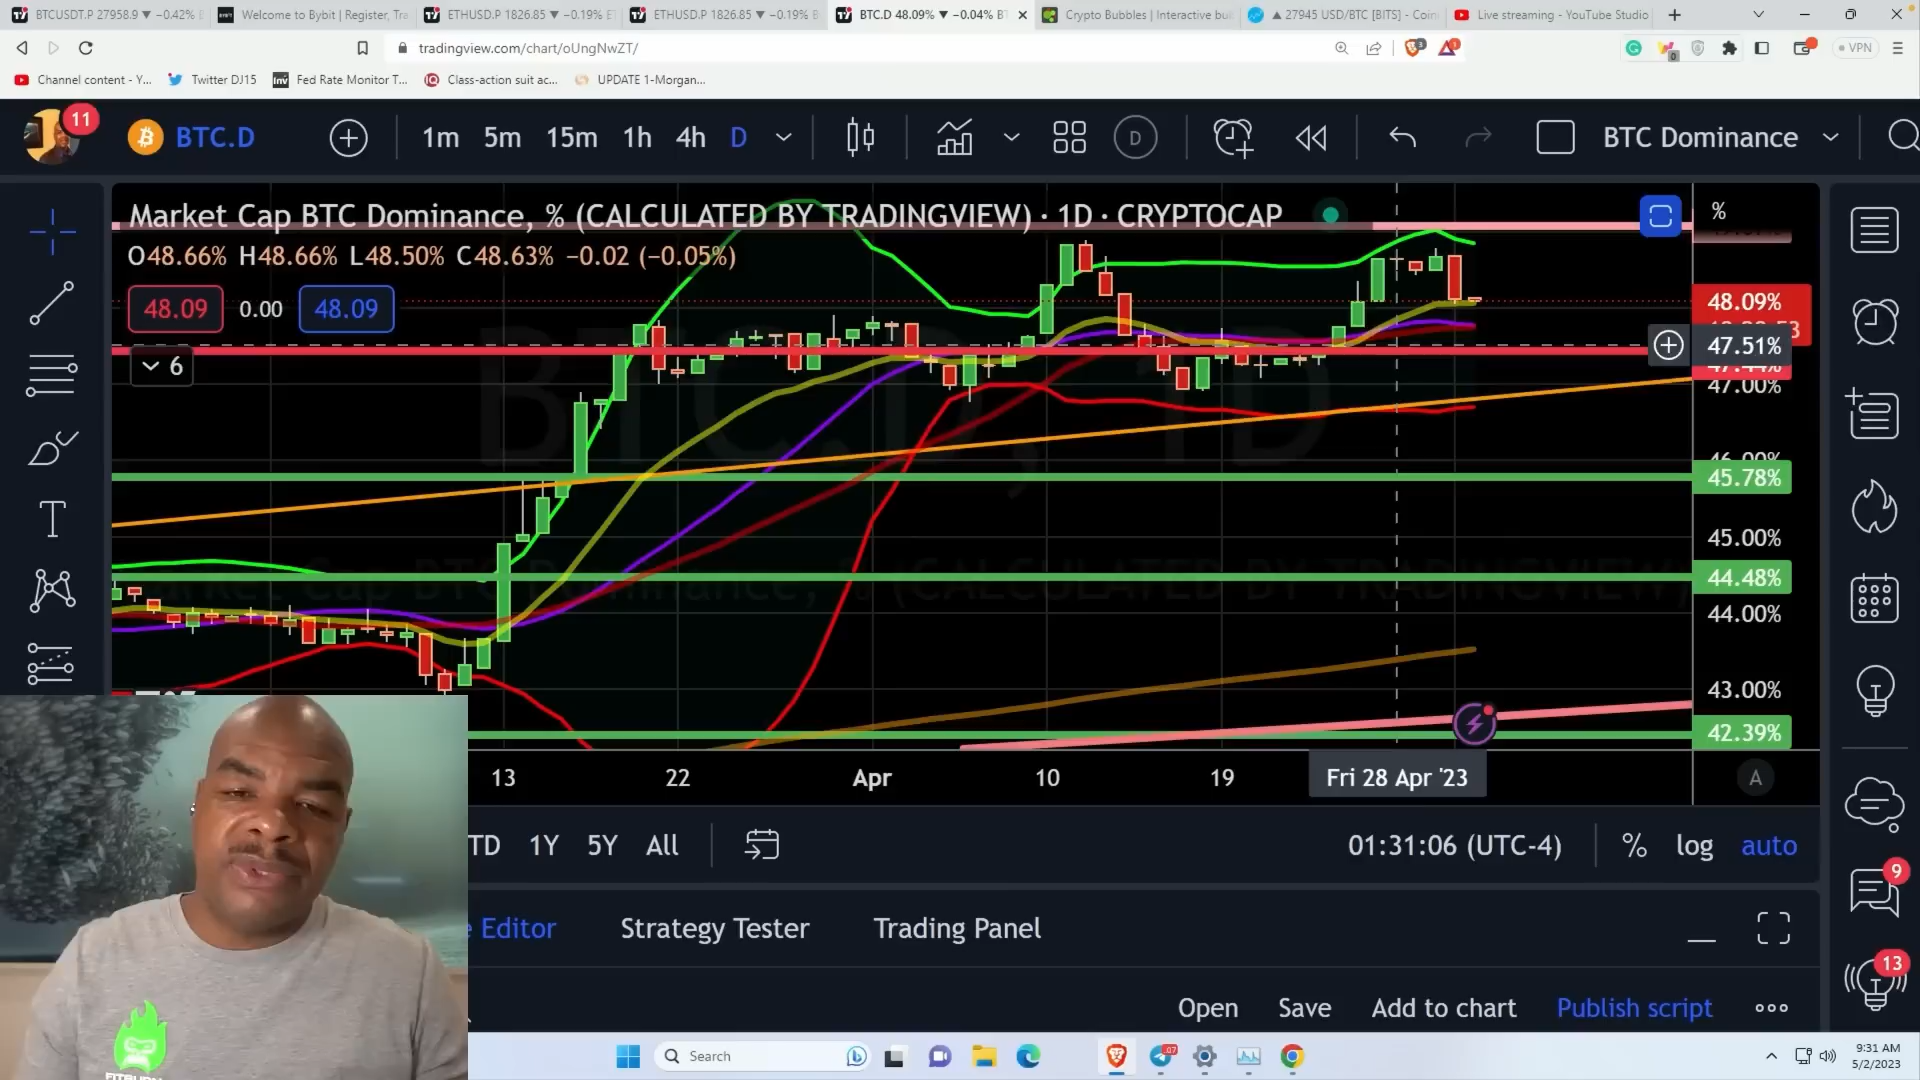 BTCUSDT.P 27958.9 ▼ −0.42%
Welcome to Bybit | Register, Tra
ETHUSD.P 1826.85 ▼ −0.19%
ETHUSD.P 1826.85 ▼ −0.19%
BTC.D 48.09% ▼ −0.04%
Crypto Bubbles | Interactive bu
▲ 27945 USD/BTC [BITS] - Coin
Live streaming - YouTube Studio
tradingview.com/chart/oUngNwZT/
VPN
Channel content - Y...
Twitter DJ15
Fed Rate Monitor T...
Class-action suit ac...
UPDATE 1-Morgan...
11
BTC.D
1m 5m 15m 1h 4h D
D
BTC Dominance
Market Cap BTC Dominance, % (CALCULATED BY TRADINGVIEW) · 1D · CRYPTOCAP
%
O48.66% H48.66% L48.50% C48.63% −0.02 (−0.05%)
48.09 0.00 48.09
48.09%
47.51%
6
47.00%
BTC.D, 1D
45.78%
45.00%
44.48%
44.00%
43.00%
42.39%
13 22 Apr 10 19 Fri 28 Apr '23
A
TD 1Y 5Y All
01:31:06 (UTC-4)
% log auto
9
e Editor
Strategy Tester
Trading Panel
13
Open Save Add to chart Publish script
Search
07
9:31 AM
5/2/2023